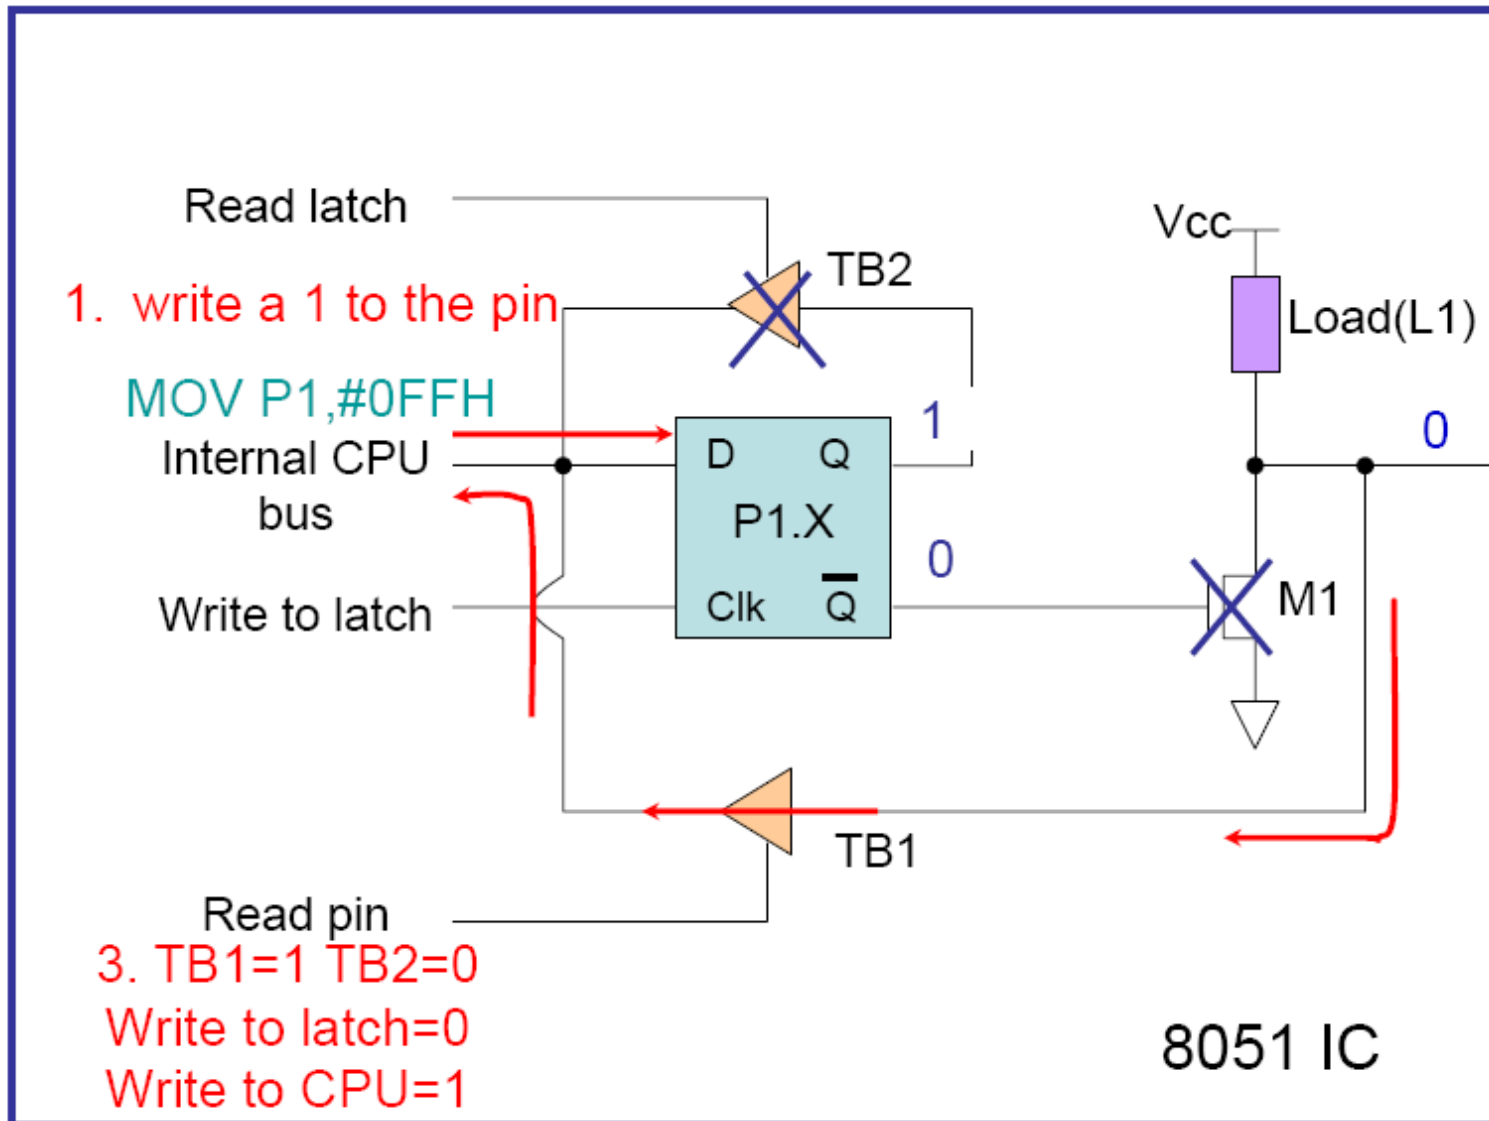 Read latch
TB2
Vcc
1. write a 1 to the pin
Load(L1)
MOV P1,#0FFH
1
0
Internal CPU
bus
D
Q
P1.X
0
M1
Write to latch
Clk
Q
TB1
Read pin
3. TB1=1 TB2=0
Write to latch=0
Write to CPU=1
8051 IC